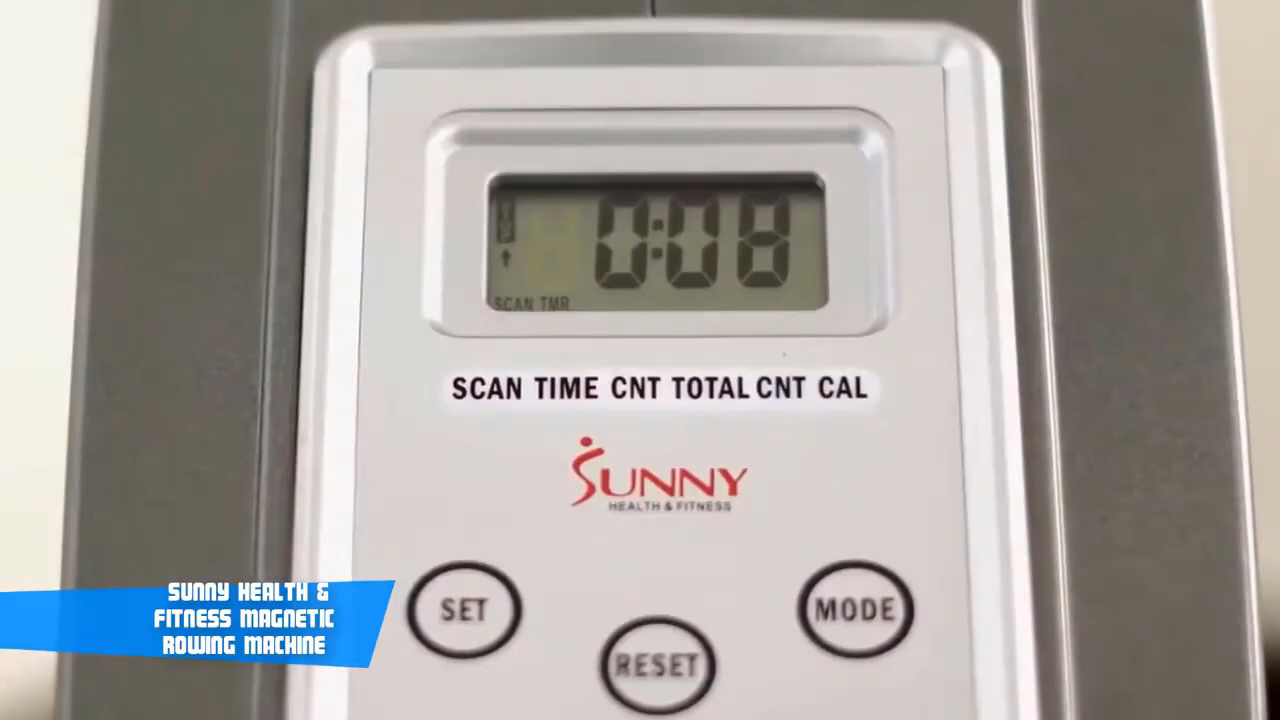 0:08
SCAN TMR
SCAN TIME CNT TOTAL CNT CAL
SUNNY
HEALTH & FITNESS
SET
MODE
RESET
SUNNY HEALTH &
FITNESS MAGNETIC
ROWING MACHINE